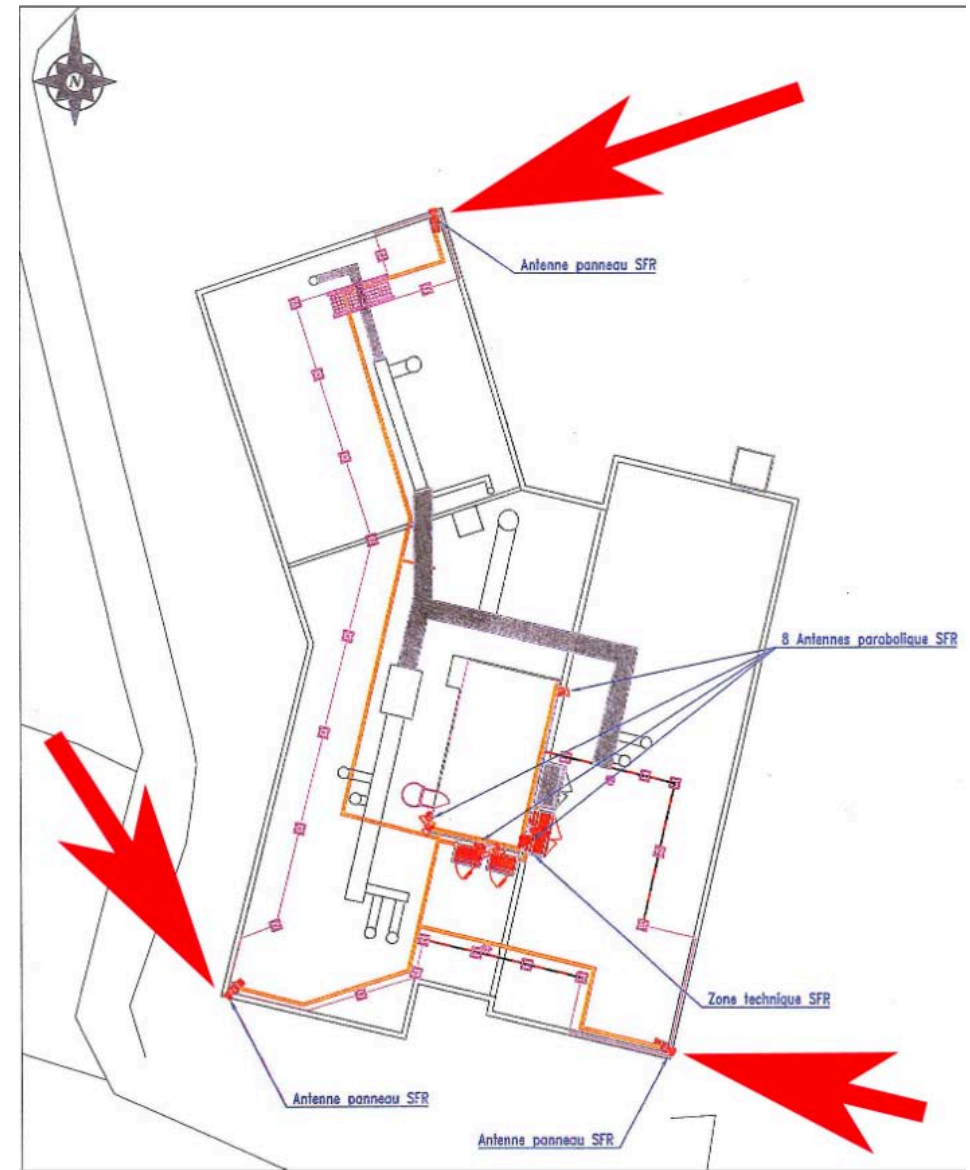 N
Antenne panneau SFR
8 Antennes parabolique SFR
Zone technique SFR
Antenne panneau SFR
Antenne panneau SFR